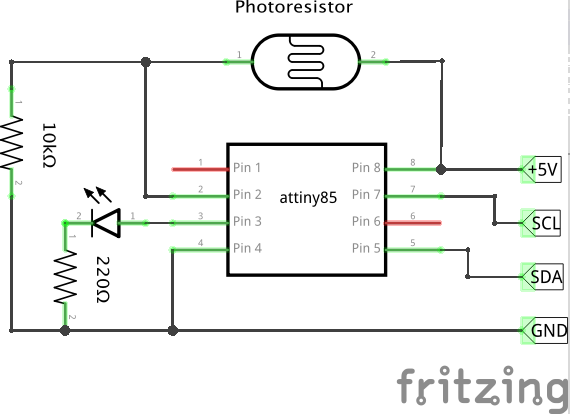 Photoresistor
1
2
1
10kΩ
2
1
Pin 1
Pin 8
8
+5V
2
Pin 2
attiny85
Pin 7
7
2
1
3
Pin 3
Pin 6
6
SCL
1
4
Pin 4
Pin 5
5
220Ω
SDA
2
GND
fritzing